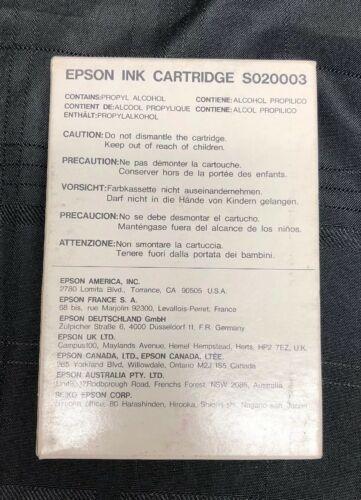 EPSON INK CARTRIDGE S020003
CONTAINS:PROPYL ALCOHOL CONTIENE:ALCOHOL PROPILICO
CONTIENT DE:ALCOOL PROPYLIQUE CONTIENE:ALCOOL PROPILICO
ENTHÄLT:PROPYLALKOHOL
CAUTION:Do not dismantle the cartridge.
Keep out of reach of children.
PRECAUTION:Ne pas démonter la cartouche.
Conserver hors de la portée des enfants.
VORSICHT:Farbkassette nicht auseinandernehmen.
Darf nicht in die Hände von Kindern gelangen.
PRECAUCION:No se debe desmontar el cartucho.
Manténgase fuera del alcance de los niños.
ATTENZIONE:Non smontare la cartuccia.
Tenere fuori dalla portata dei bambini.
EPSON AMERICA, INC.
2780 Lomita Blvd., Torrance, CA 90505 U.S.A.
EPSON FRANCE S. A.
68 bis, rue Marjolin 92300, Levallois-Perret, France
EPSON DEUTSCHLAND GmbH
Zülpicher Straße 6, 4000 Düsseldorf 11, F.R. Germany
EPSON UK LTD.
Campus100, Maylands Avenue, Hemel Hempstead, Herts, HP2 7EZ, U.K.
EPSON CANADA, LTD., EPSON CANADA, LTÉE.
285 Yorkland Blvd., Willowdale, Ontario M2J 1S5 Canada
EPSON AUSTRALIA PTY. LTD.
Rodborough Road, Frenchs Forest, NSW 2086, Australia
SEIKO EPSON CORP.
office: 80 Harashinden, Hirooka, Nagano-ken, Japan